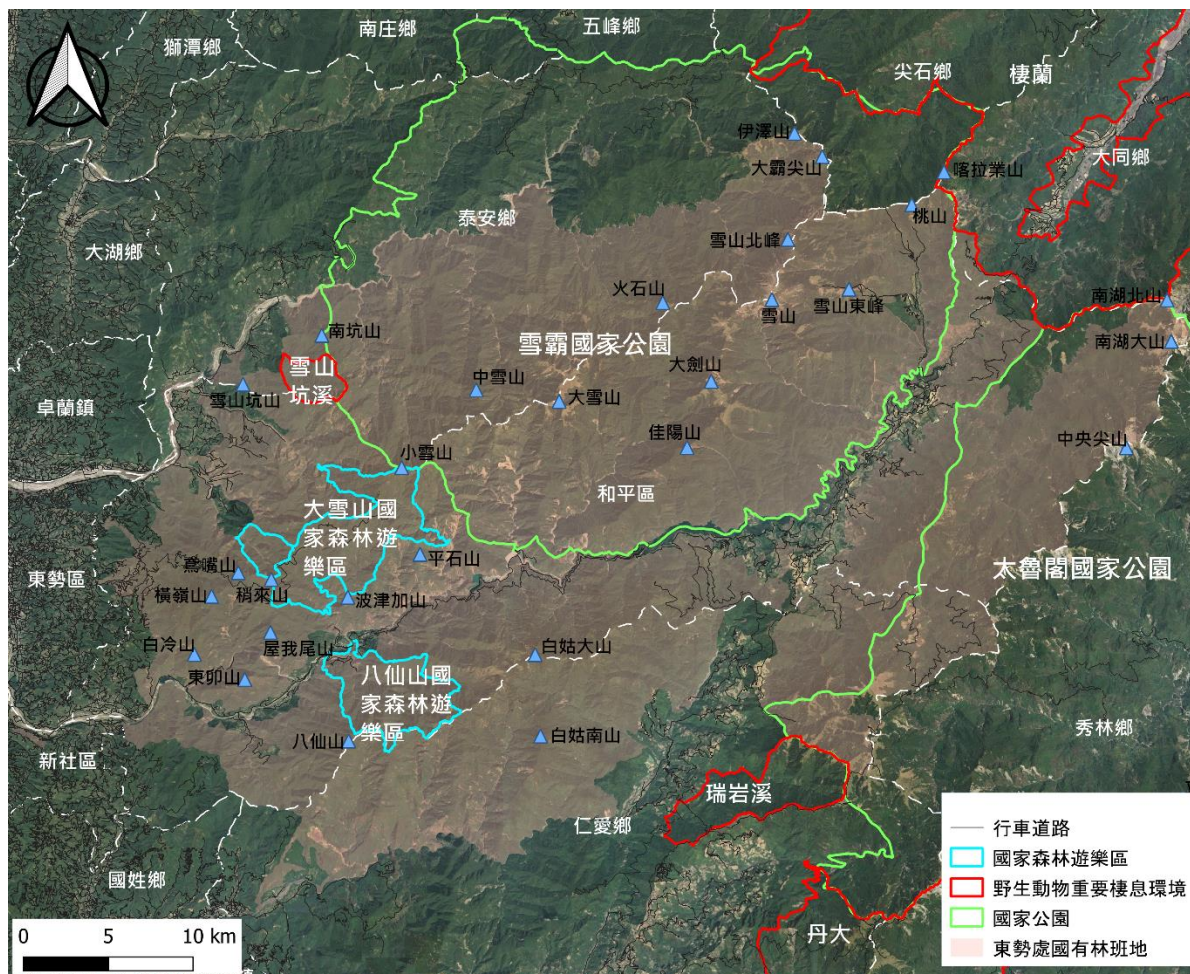 南庄鄉
五峰鄉
獅潭鄉
尖石鄉
棲蘭
伊澤山
大同鄉
大霸尖山
喀拉業山
泰安鄉
桃山
大湖鄉
雪山北峰
火石山
雪山
雪山東峰
南湖北山
南坑山
雪霸國家公園
南湖大山
雪山
坑溪
中雪山
大劍山
雪山坑山
大雪山
卓蘭鎮
佳陽山
中央尖山
小雪山
和平區
大雪山國
家森林遊
樂區
平石山
太魯閣國家公園
鳶嘴山
東勢區
稍來山
橫嶺山
波津加山
屋我尾山
白冷山
白姑大山
東卯山
八仙山國
家森林遊
樂區
八仙山
白姑南山
秀林鄉
新社區
瑞岩溪
仁愛鄉
國姓鄉
丹大
行車道路
國家森林遊樂區
野生動物重要棲息環境
國家公園
東勢處國有林班地
0 5 10 km